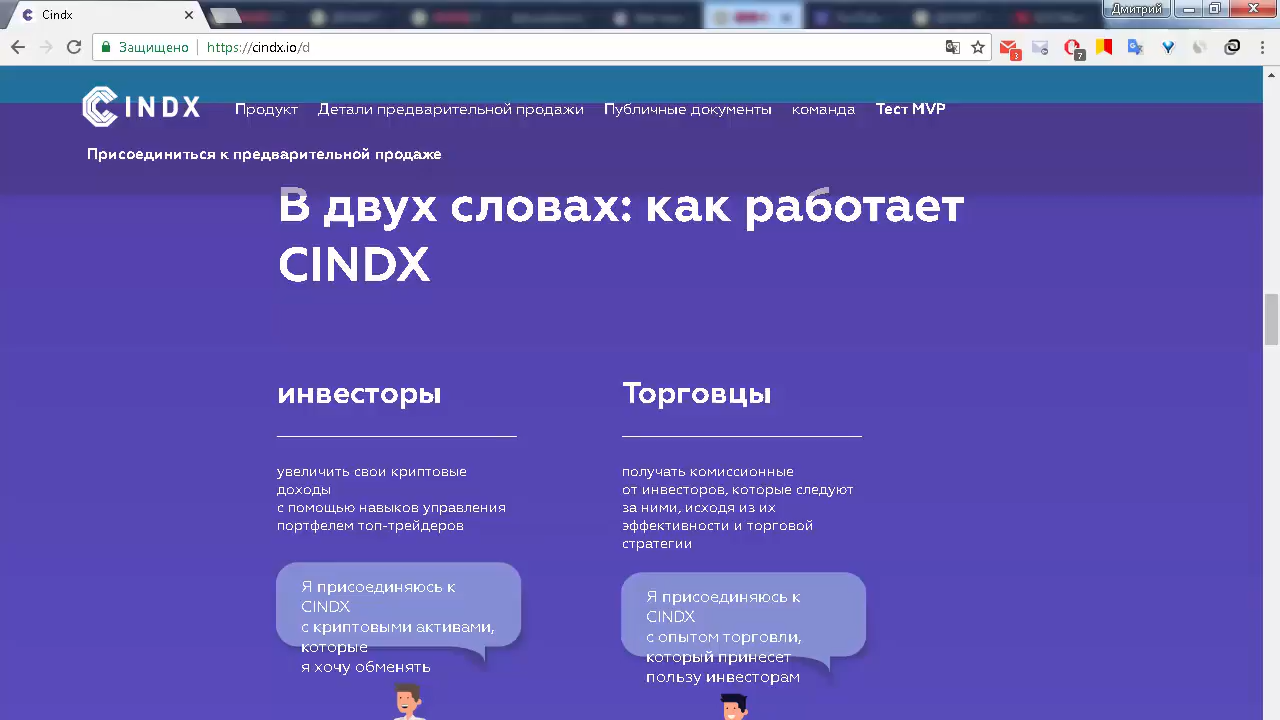 Cindx
Дмитрий
Защищено
https://cindx.io/d
3
7
CINDX
Продукт
Детали предварительной продажи
Публичные документы
команда
Тест MVP
Присоединиться к предварительной продаже
В двух словах: как работает
CINDX
инвесторы
увеличить свои криптовые
доходы
с помощью навыков управления
портфелем топ-трейдеров
Я присоединяюсь к
CINDX
с криптовыми активами,
которые
я хочу обменять
Торговцы
получать комиссионные
от инвесторов, которые следуют
за ними, исходя из их
эффективности и торговой
стратегии
Я присоединяюсь к
CINDX
с опытом торговли,
который принесет
пользу инвесторам